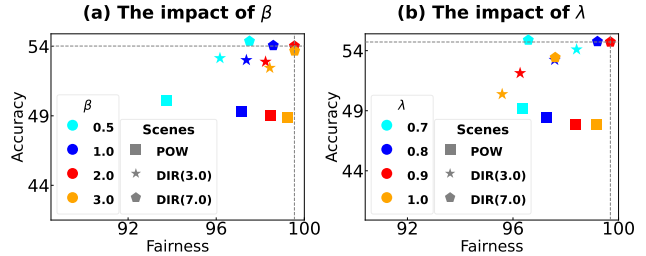 (a) The impact of β
Accuracy
54
49
44
β
0.5
1.0
2.0
3.0
Scenes
POW
DIR(3.0)
DIR(7.0)
92
96
100
Fairness
(b) The impact of λ
Accuracy
54
49
44
λ
0.7
0.8
0.9
1.0
Scenes
POW
DIR(3.0)
DIR(7.0)
92
96
100
Fairness